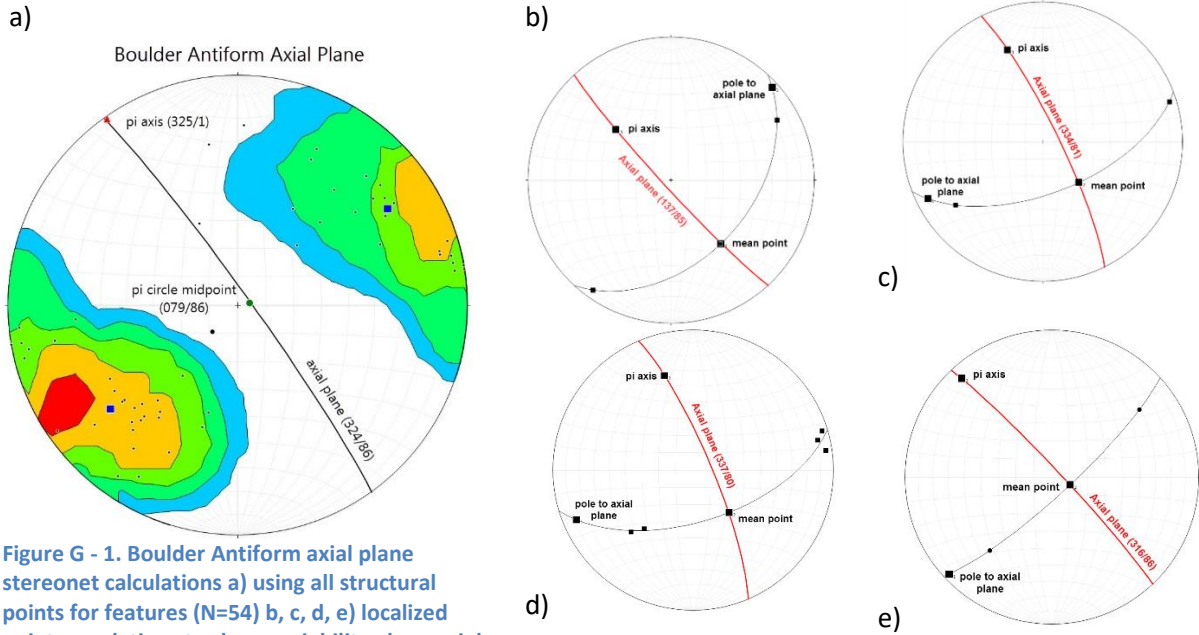 a)
Boulder Antiform Axial Plane
pi axis (325/1)
pi circle midpoint
(079/86)
axial plane (324/86)
b)
pole to
axial plane
pi axis
Axial plane (137/85)
mean point
c)
pi axis
Axial plane (334/81)
pole to axial
plane
mean point
d)
pi axis
Axial plane (337/80)
pole to axial
plane
mean point
e)
pi axis
mean point
Axial plane (316/86)
pole to axial plane
Figure G - 1. Boulder Antiform axial plane
stereonet calculations a) using all structural
points for features (N=54) b, c, d, e) localized